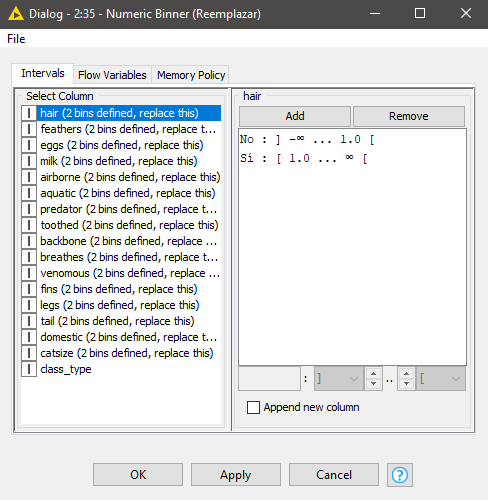 Dialog - 2:35 - Numeric Binner (Reemplazar)
File
Intervals Flow Variables Memory Policy
Select Column
I hair (2 bins defined, replace this)
I feathers (2 bins defined, replace t...
I eggs (2 bins defined, replace this)
I milk (2 bins defined, replace this)
I airborne (2 bins defined, replace this)
I aquatic (2 bins defined, replace this)
I predator (2 bins defined, replace t...
I toothed (2 bins defined, replace this)
I backbone (2 bins defined, replace ...
I breathes (2 bins defined, replace t...
I venomous (2 bins defined, replace ...
I fins (2 bins defined, replace this)
I legs (2 bins defined, replace this)
I tail (2 bins defined, replace this)
I domestic (2 bins defined, replace t...
I catsize (2 bins defined, replace this)
I class_type
hair
Add Remove
No : ] -∞ ... 1.0 [
Sí : [ 1.0 ... ∞ [
: ] .. [
Append new column
OK Apply Cancel ?